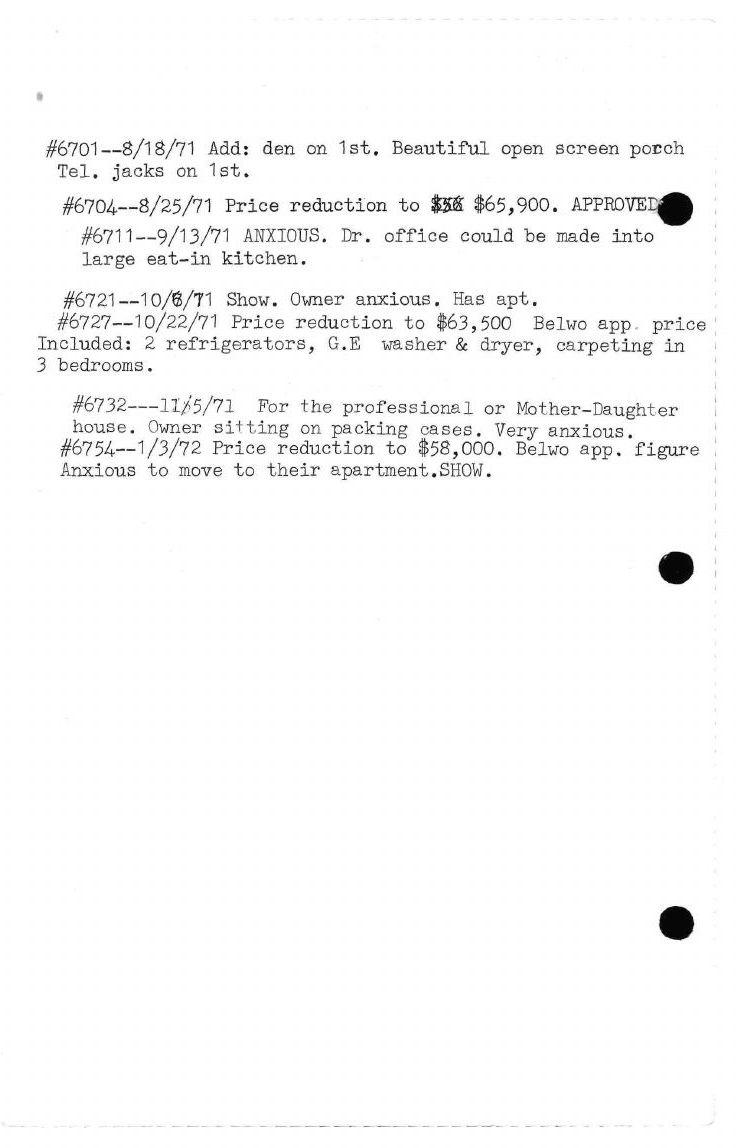 #6701--8/18/71 Add: den on 1st. Beautiful open screen porch
Tel. jacks on 1st.
#6704--8/25/71 Price reduction to $65,900. APPROVED
#6711--9/13/71 ANXIOUS. Dr. office could be made into
large eat-in kitchen.
#6721--10/6/71 Show. Owner anxious. Has apt.
#6727--10/22/71 Price reduction to $63,500 Belwo app. price
Included: 2 refrigerators, G.E washer & dryer, carpeting in
3 bedrooms.
#6732---11/5/71 For the professional or Mother-Daughter
house. Owner sitting on packing cases. Very anxious.
#6754--1/3/72 Price reduction to $58,000. Belwo app. figure
Anxious to move to their apartment.SHOW.